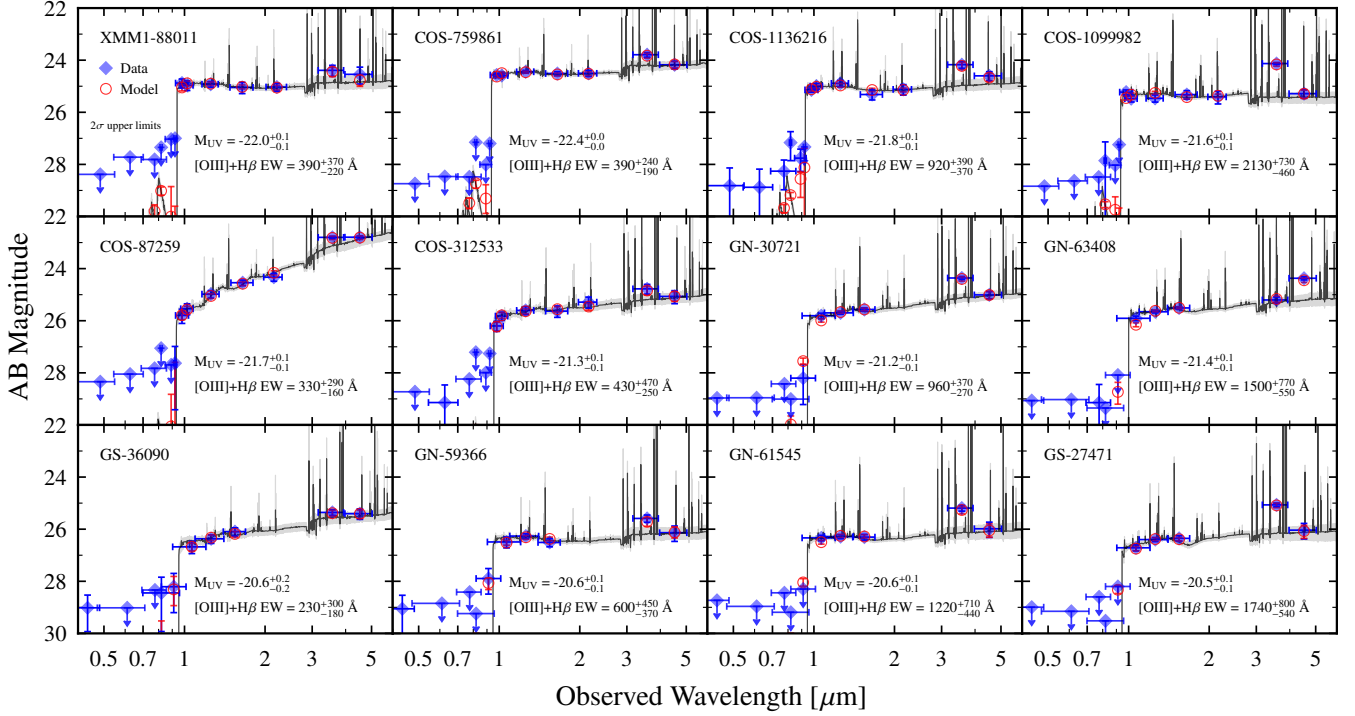 22
24
26
28
22
24
26
28
22
24
26
28
30
AB Magnitude
XMM1-88011
Data
Model
2σ upper limits
M_UV = −22.0^{+0.1}_{−0.1}
[OIII]+Hβ EW = 390^{+370}_{−220} Å
COS-759861
M_UV = −22.4^{+0.0}_{−0.0}
[OIII]+Hβ EW = 390^{+240}_{−190} Å
COS-1136216
M_UV = −21.8^{+0.1}_{−0.1}
[OIII]+Hβ EW = 920^{+390}_{−370} Å
COS-1099982
M_UV = −21.6^{+0.1}_{−0.1}
[OIII]+Hβ EW = 2130^{+730}_{−460} Å
COS-87259
M_UV = −21.7^{+0.1}_{−0.1}
[OIII]+Hβ EW = 330^{+290}_{−160} Å
COS-312533
M_UV = −21.3^{+0.1}_{−0.1}
[OIII]+Hβ EW = 430^{+470}_{−250} Å
GN-30721
M_UV = −21.2^{+0.1}_{−0.1}
[OIII]+Hβ EW = 960^{+370}_{−270} Å
GN-63408
M_UV = −21.4^{+0.1}_{−0.1}
[OIII]+Hβ EW = 1500^{+770}_{−550} Å
GS-36090
M_UV = −20.6^{+0.2}_{−0.2}
[OIII]+Hβ EW = 230^{+300}_{−180} Å
GN-59366
M_UV = −20.6^{+0.1}_{−0.1}
[OIII]+Hβ EW = 600^{+450}_{−370} Å
GN-61545
M_UV = −20.6^{+0.1}_{−0.1}
[OIII]+Hβ EW = 1220^{+710}_{−440} Å
GS-27471
M_UV = −20.5^{+0.1}_{−0.1}
[OIII]+Hβ EW = 1740^{+800}_{−540} Å
0.5 0.7 1 2 3 5
0.5 0.7 1 2 3 5
0.5 0.7 1 2 3 5
0.5 0.7 1 2 3 5
Observed Wavelength [μm]